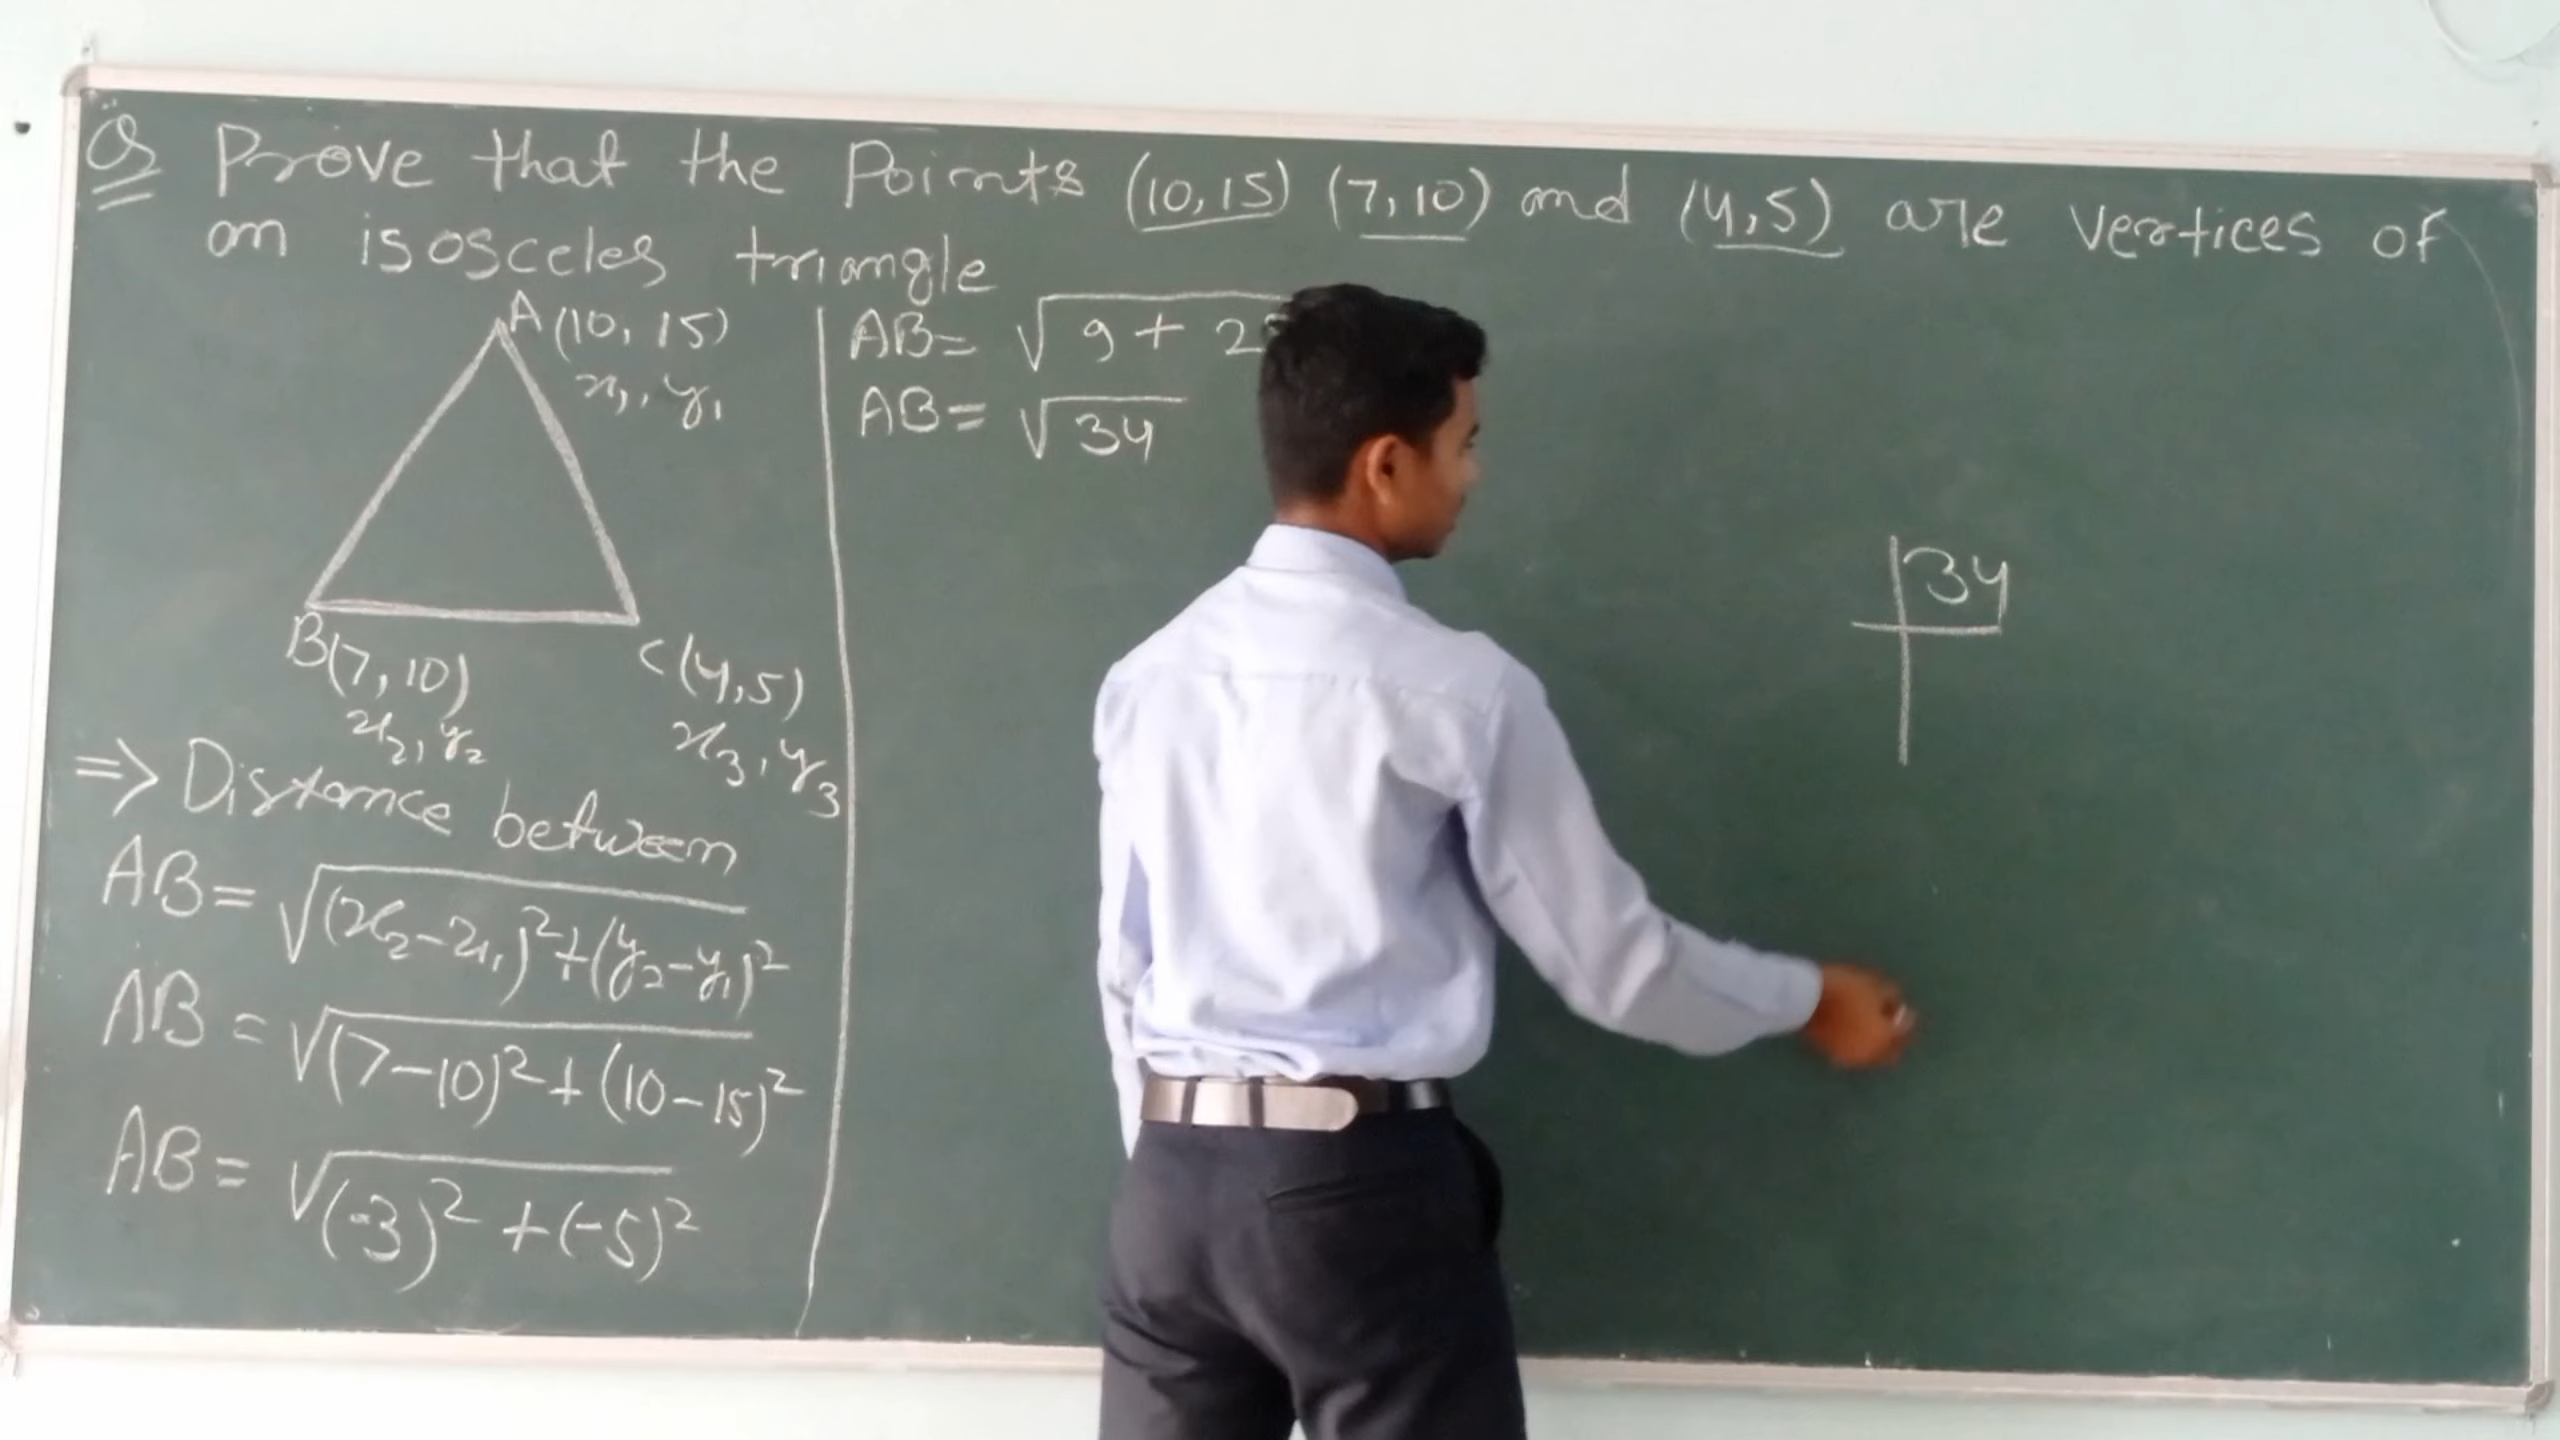 Q Prove that the Points (10,15) (7,10) and (4,5) are vertices of
an isosceles triangle
A (10, 15)
x₁, y₁
B(7,10)
x₂, y₂
C (4,5)
x₃, y₃
⇒ Distance between
AB = √(x₂-x₁)²+(y₂-y₁)²
AB = √(7-10)²+(10-15)²
AB = √(-3)²+(-5)²
AB = √9+
AB = √34
34